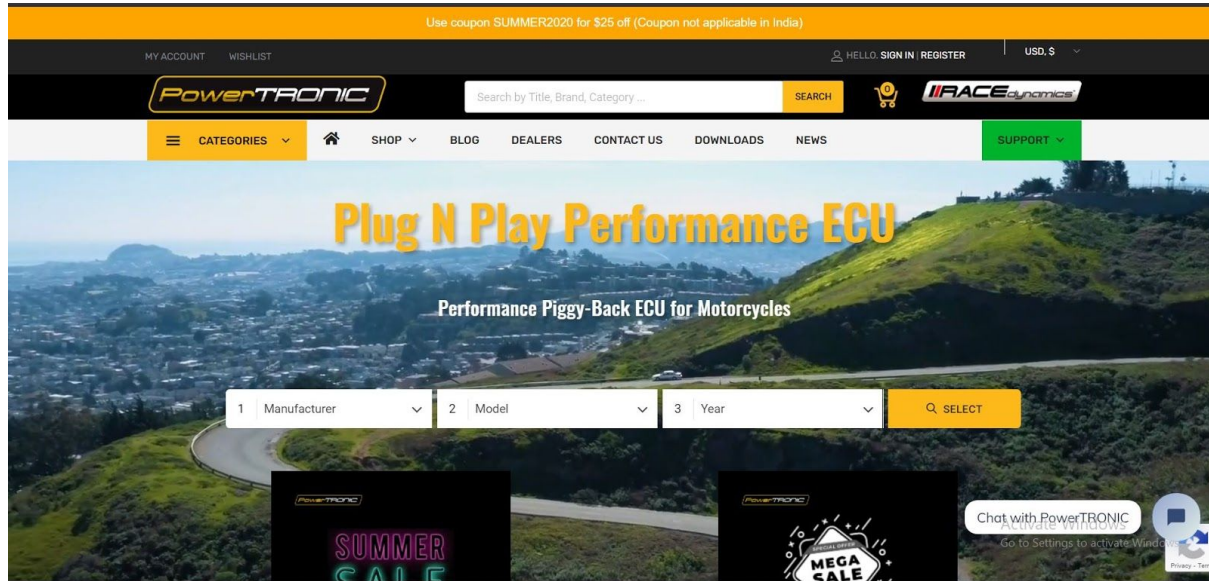 Use coupon SUMMER2020 for $25 off (Coupon not applicable in India)
MY ACCOUNT WISHLIST HELLO. SIGN IN | REGISTER USD, $
PowerTRONIC Search by Title, Brand, Category ... SEARCH 0 RACE dynamics
CATEGORIES SHOP BLOG DEALERS CONTACT US DOWNLOADS NEWS SUPPORT
Plug N Play Performance ECU
Performance Piggy-Back ECU for Motorcycles
1 Manufacturer 2 Model 3 Year SELECT
PowerTRONIC PowerTRONIC
Chat with PowerTRONIC
Activate Windows
Go to Settings to activate Windows
SUMMER
SALE
SPECIAL OFFER
MEGA
SALE
Privacy - Ter